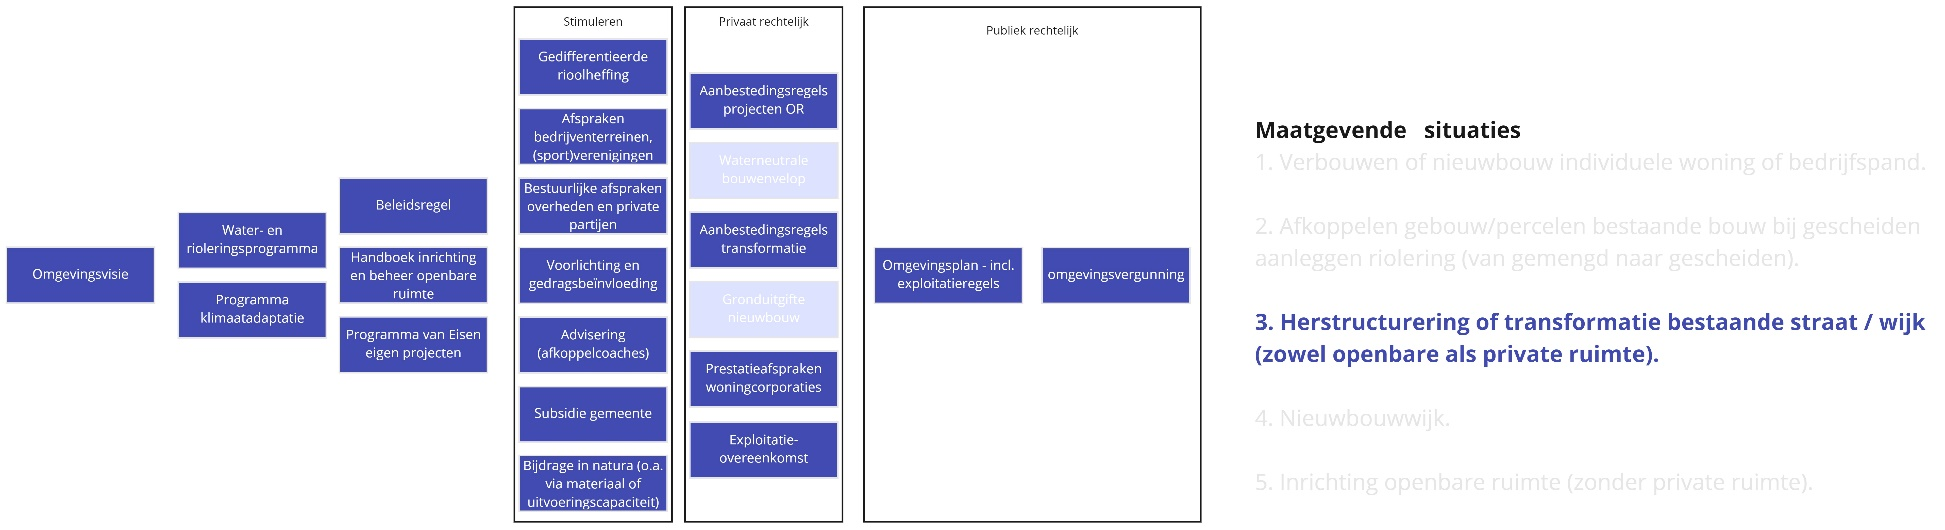 Omgevingsvisie
Water- en
rioleringsprogramma
Programma
klimaatadaptatie
Beleidsregel
Handboek inrichting
en beheer openbare
ruimte
Programma van Eisen
eigen projecten
Stimuleren
Gedifferentieerde
rioolheffing
Afspraken
bedrijventerreinen,
(sport)verenigingen
Bestuurlijke afspraken
overheden en private
partijen
Voorlichting en
gedragsbeïnvloeding
Advisering
(afkoppelcoaches)
Subsidie gemeente
Bijdrage in natura (o.a.
via materiaal of
uitvoeringscapaciteit)
Privaat rechtelijk
Aanbestedingsregels
projecten OR
Waterneutrale
bouwenvelop
Aanbestedingsregels
transformatie
Gronduitgifte
nieuwbouw
Prestatieafspraken
woningcorporaties
Exploitatie-
overeenkomst
Publiek rechtelijk
Omgevingsplan - incl.
exploitatieregels
omgevingsvergunning
Maatgevende situaties
1. Verbouwen of nieuwbouw individuele woning of bedrijfspand.
2. Afkoppelen gebouw/percelen bestaande bouw bij gescheiden
aanleggen riolering (van gemengd naar gescheiden).
3. Herstructurering of transformatie bestaande straat / wijk
(zowel openbare als private ruimte).
4. Nieuwbouwwijk.
5. Inrichting openbare ruimte (zonder private ruimte).